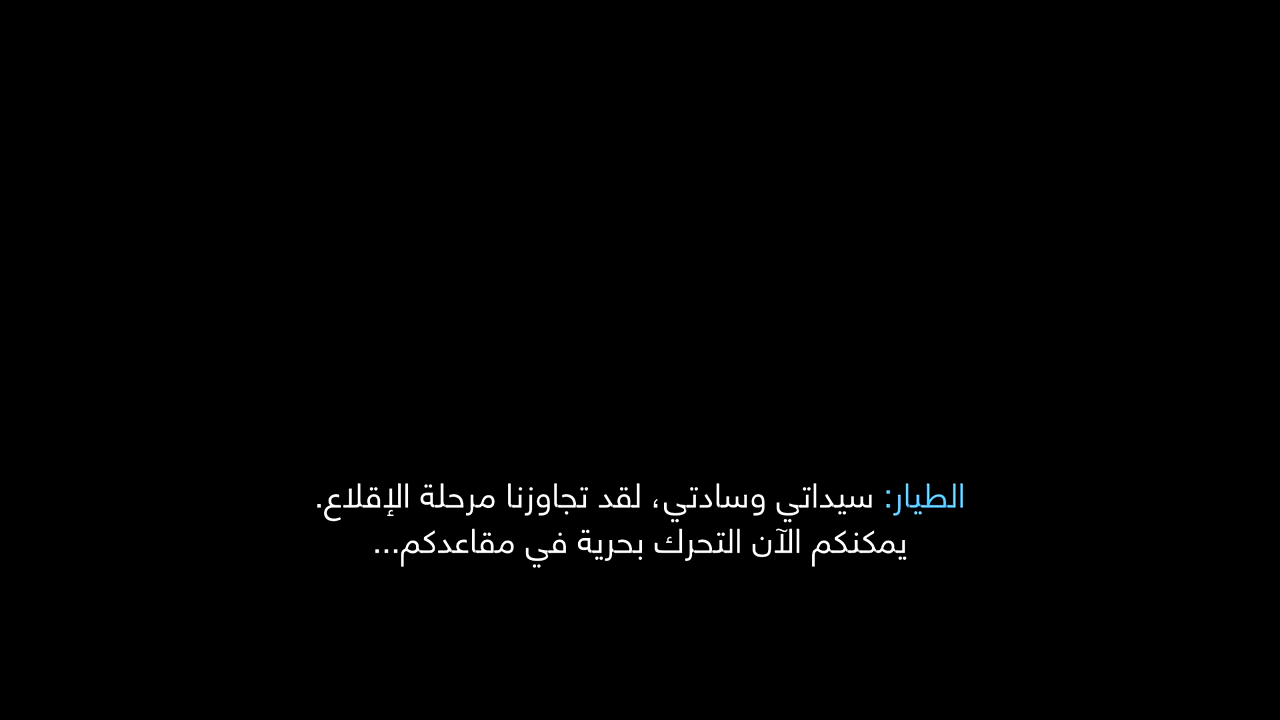 الطيار: سيداتي وسادتي، لقد تجاوزنا مرحلة الإقلاع.
يمكنكم الآن التحرك بحرية في مقاعدكم...